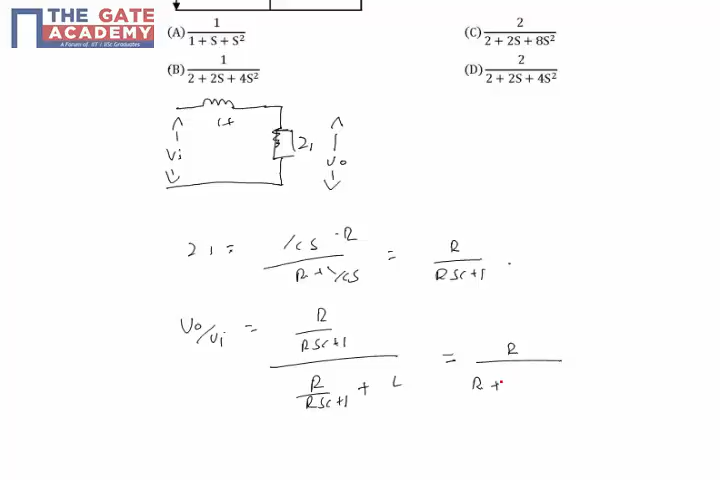 THE GATE ACADEMY
A Forum of IIT / IISc Graduates
(A) 1 / 1 + S + S² (C) 2 / 2 + 2S + 8S²
(B) 1 / 2 + 2S + 4S² (D) 2 / 2 + 2S + 4S²
Vi Z1 Vo
Z1 = 1/CS · R / R + 1/CS = R / RSC+1 .
Vo/Vi = R / RSC+1 / R / RSC+1 + L = R / R +